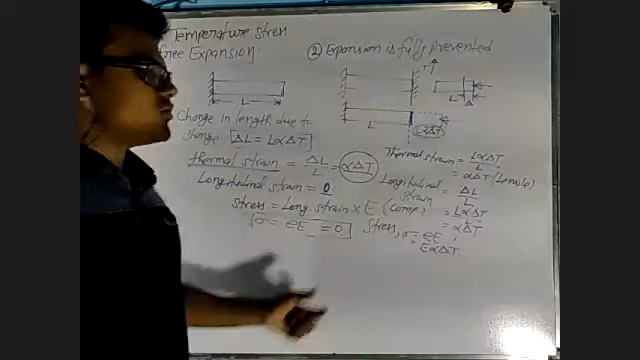 Temperature Stress
free Expansion
② Expansion is fully prevented
T↑
L
L
Δ
L
LαΔT
Change in length due to
change ΔL = LαΔT
thermal strain = ΔL/L = αΔT
Longitudinal strain = 0
Stress = Long. strain × E
σ = eE = 0
Thermal strain = LαΔT/L
= αΔT (Tensile)
Longitudinal strain = ΔL/L
(Comp.) = LαΔT/L
= αΔT
Stress, σ = eE
= EαΔT